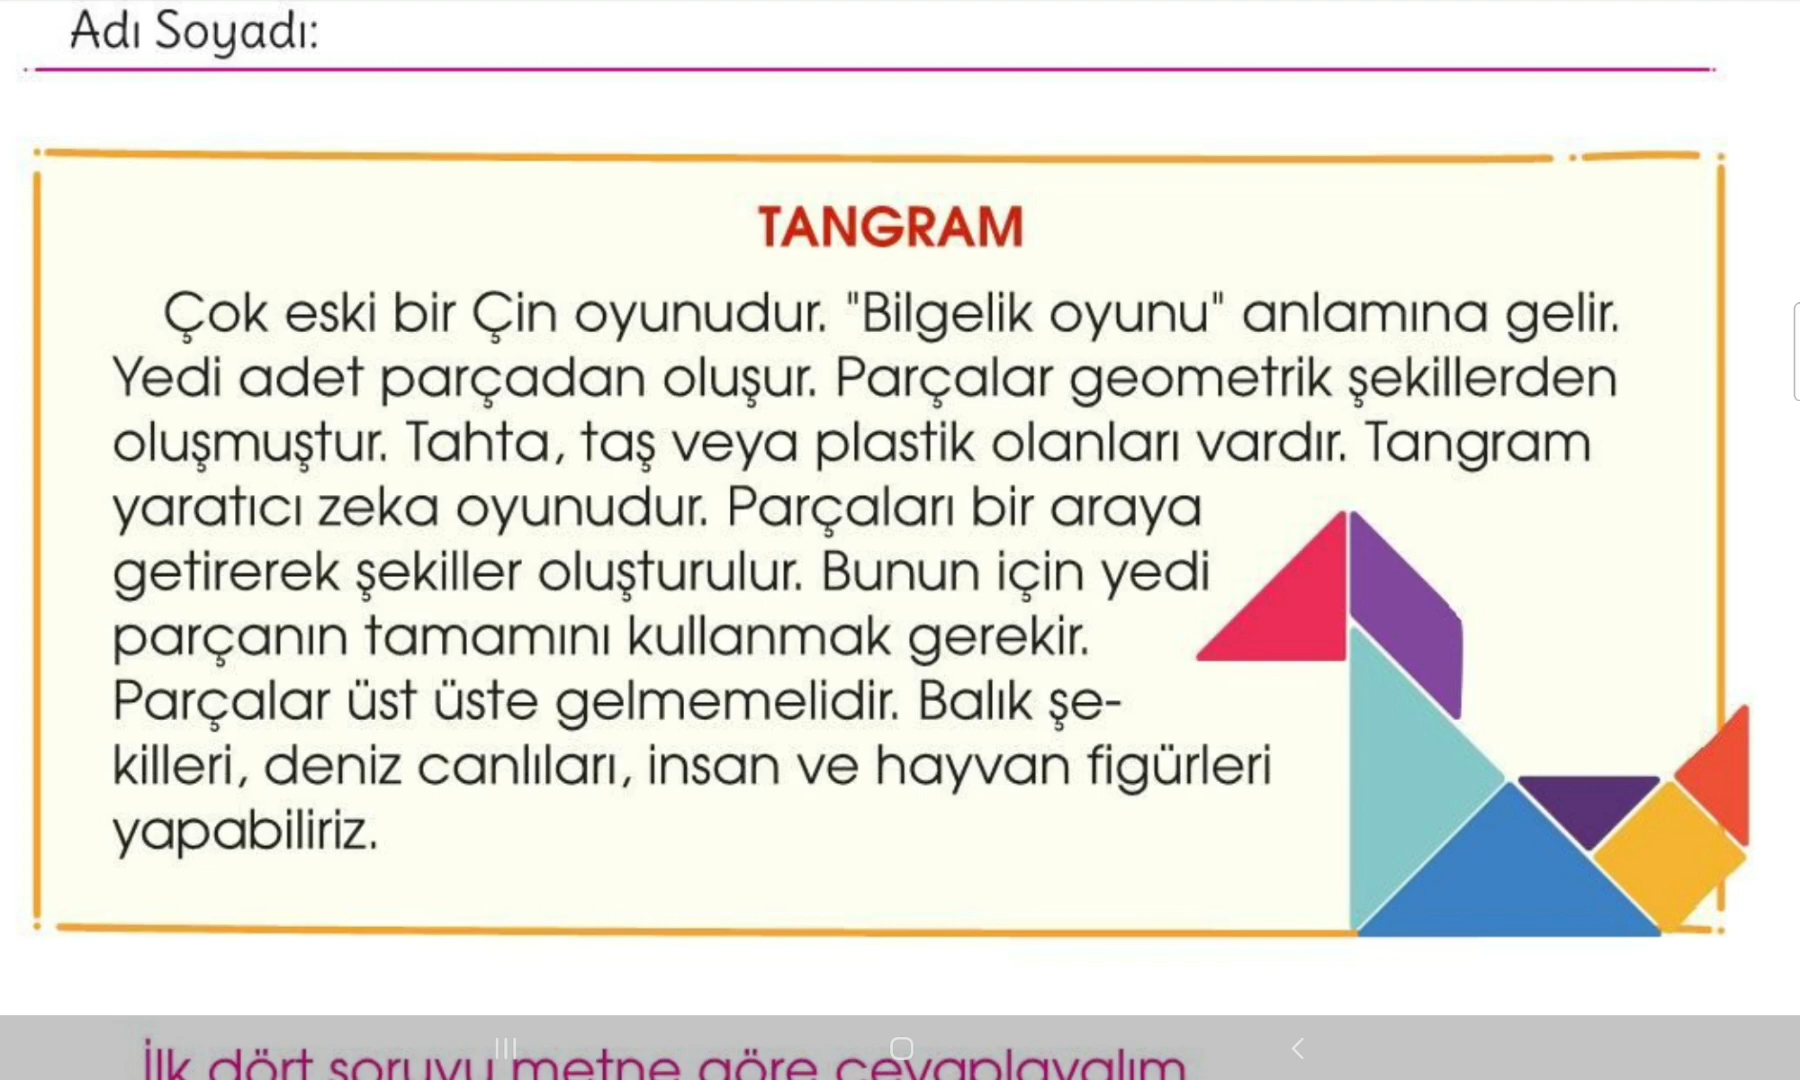 Adı Soyadı:
TANGRAM
Çok eski bir Çin oyunudur. "Bilgelik oyunu" anlamına gelir.
Yedi adet parçadan oluşur. Parçalar geometrik şekillerden
oluşmuştur. Tahta, taş veya plastik olanları vardır. Tangram
yaratıcı zeka oyunudur. Parçaları bir araya
getirerek şekiller oluşturulur. Bunun için yedi
parçanın tamamını kullanmak gerekir.
Parçalar üst üste gelmemelidir. Balık şe-
killeri, deniz canlıları, insan ve hayvan figürleri
yapabiliriz.
İlk dört soruyu metne göre cevaplayalım